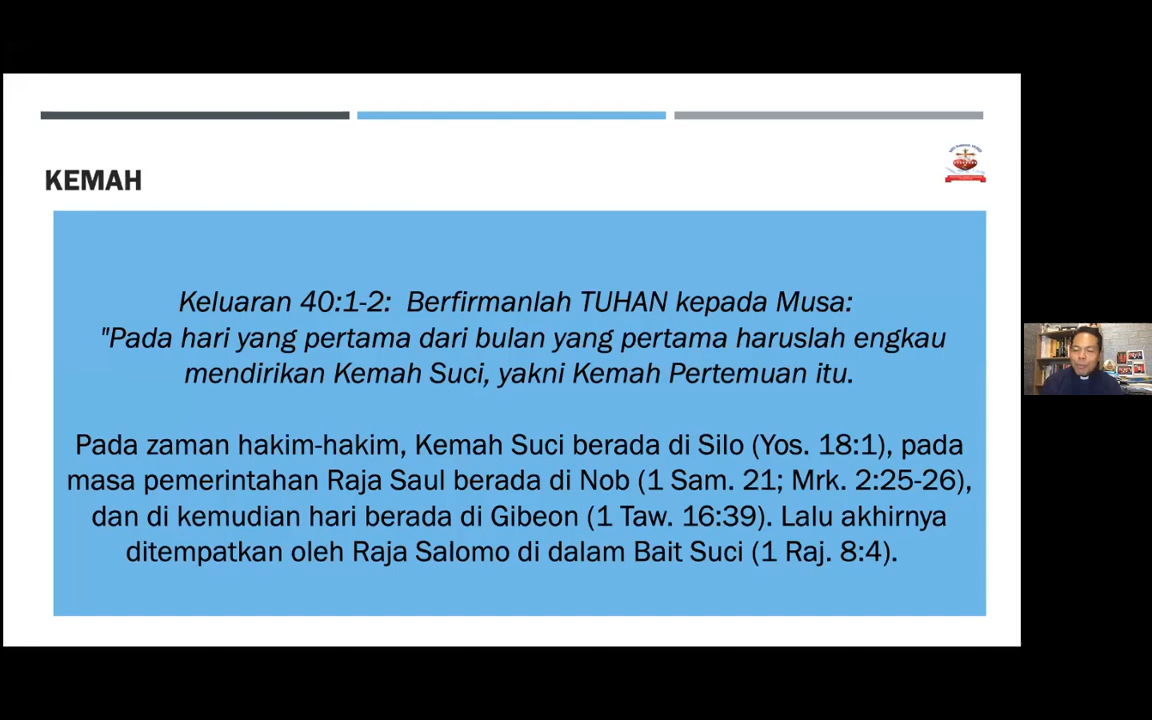 KEMAH
Keluaran 40:1-2: Berfirmanlah TUHAN kepada Musa:
"Pada hari yang pertama dari bulan yang pertama haruslah engkau
mendirikan Kemah Suci, yakni Kemah Pertemuan itu.
Pada zaman hakim-hakim, Kemah Suci berada di Silo (Yos. 18:1), pada
masa pemerintahan Raja Saul berada di Nob (1 Sam. 21; Mrk. 2:25-26),
dan di kemudian hari berada di Gibeon (1 Taw. 16:39). Lalu akhirnya
ditempatkan oleh Raja Salomo di dalam Bait Suci (1 Raj. 8:4).